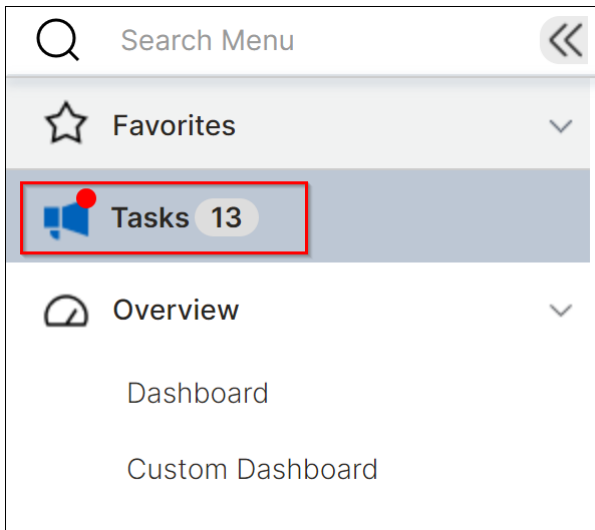 Search Menu
Favorites
Tasks 13
Overview
Dashboard
Custom Dashboard